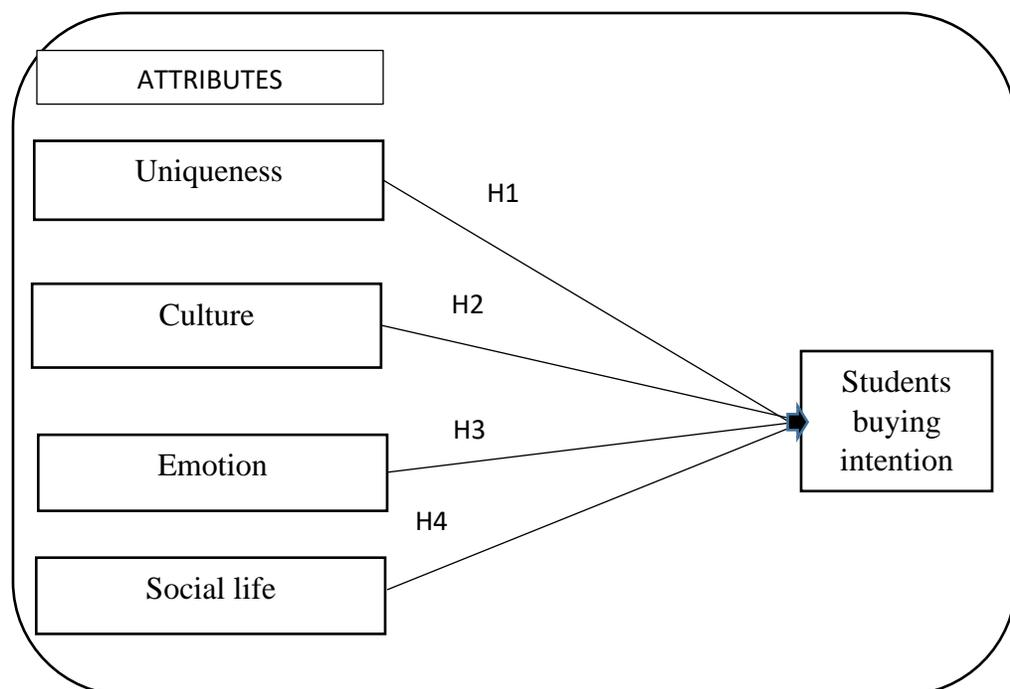 ATTRIBUTES
Uniqueness
H1
Culture
H2
Students
buying
intention
H3
Emotion
H4
Social life